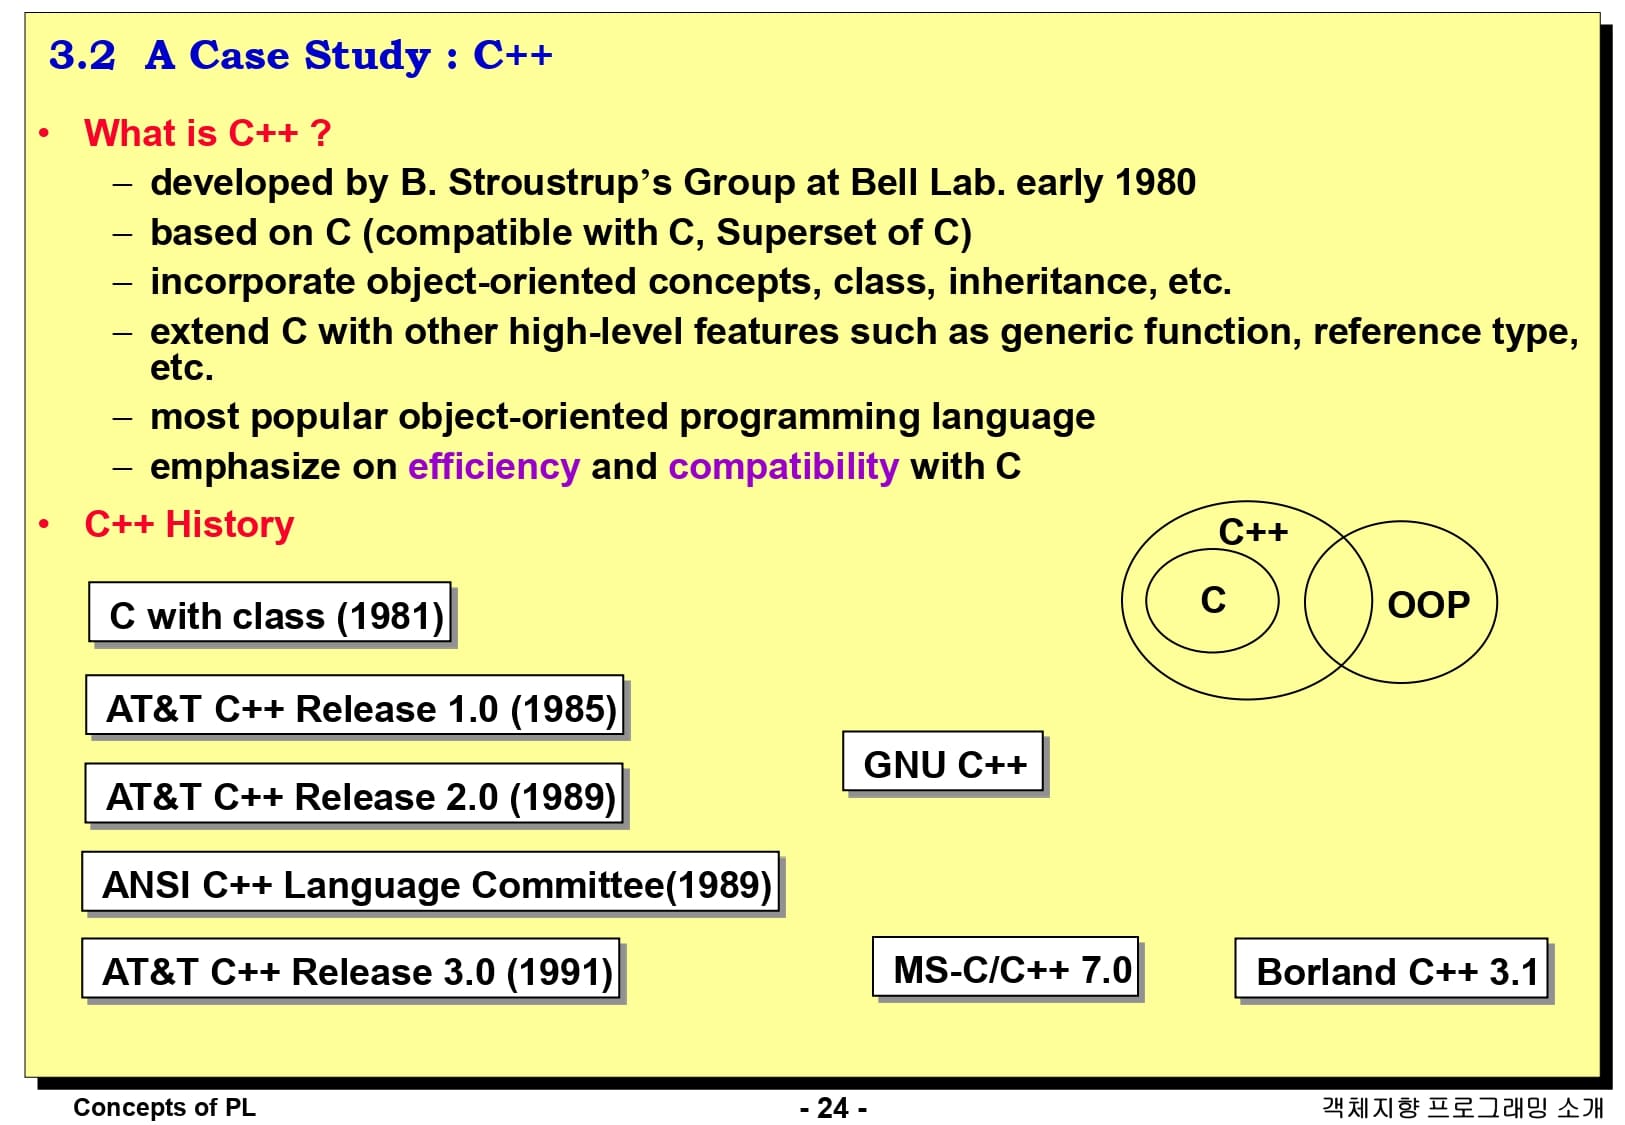 3.2 A Case Study : C++
• What is C++ ?
– developed by B. Stroustrup’s Group at Bell Lab. early 1980
– based on C (compatible with C, Superset of C)
– incorporate object-oriented concepts, class, inheritance, etc.
– extend C with other high-level features such as generic function, reference type,
etc.
– most popular object-oriented programming language
– emphasize on efficiency and compatibility with C
• C++ History
C++
C
OOP
C with class (1981)
AT&T C++ Release 1.0 (1985)
GNU C++
AT&T C++ Release 2.0 (1989)
ANSI C++ Language Committee(1989)
AT&T C++ Release 3.0 (1991)
MS-C/C++ 7.0
Borland C++ 3.1
Concepts of PL
- 24 -
객체지향 프로그래밍 소개